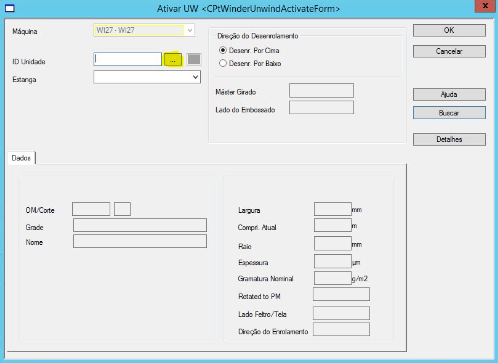 Ativar UW <CPtWinderUnwindActivateForm>
x
Máquina
WI27 - WI27
ID Unidade
...
Estanga
Direção do Desenrolamento
Desenr. Por Cima
Desenr. Por Baixo
Máster Girado
Lado do Embossado
OK
Cancelar
Ajuda
Buscar
Detalhes
Dados
OM/Corte
Grade
Nome
Largura mm
Compri. Atual m
Raio mm
Espessura µm
Gramatura Nominal g/m2
Rotated to PM
Lado Feltro/Tela
Direção do Enrolamento